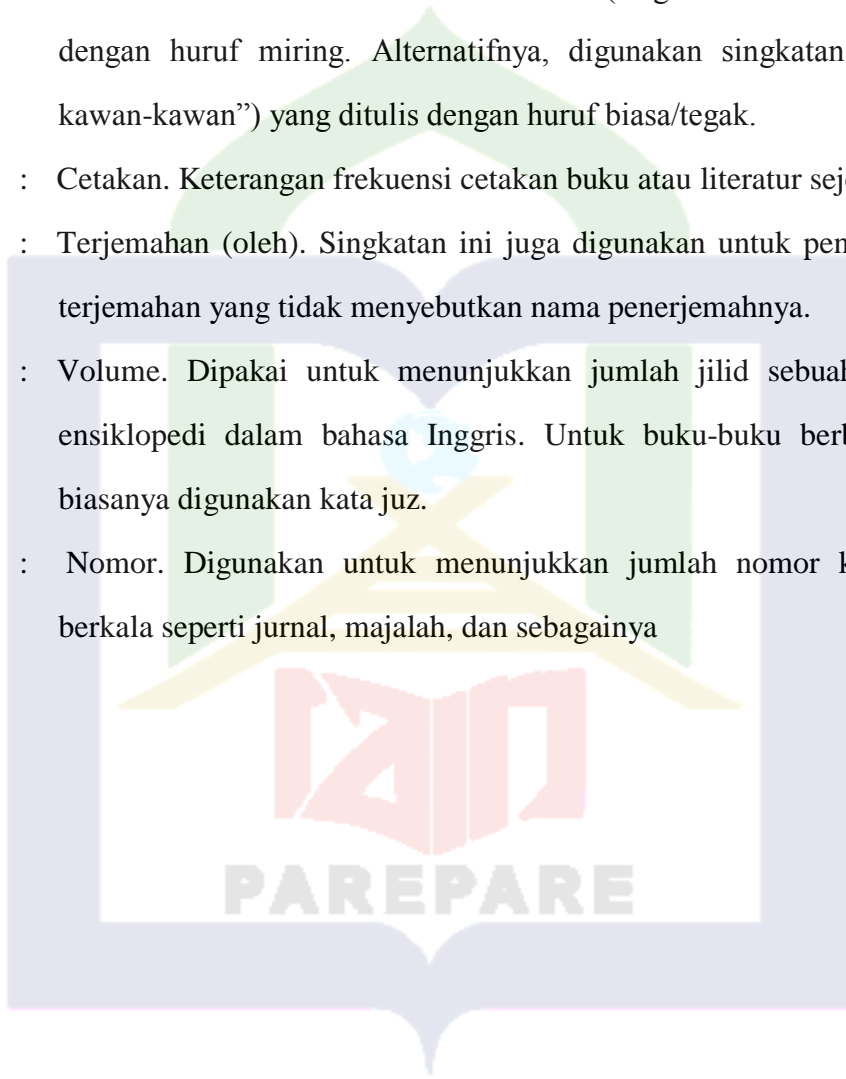 dengan huruf miring. Alternatifnya, digunakan singkatan
kawan-kawan”) yang ditulis dengan huruf biasa/tegak.
: Cetakan. Keterangan frekuensi cetakan buku atau literatur
: Terjemahan (oleh). Singkatan ini juga digunakan untuk
terjemahan yang tidak menyebutkan nama penerjemahnya.
: Volume. Dipakai untuk menunjukkan jumlah jilid sebuah
ensiklopedi dalam bahasa Inggris. Untuk buku-buku
biasanya digunakan kata juz.
: Nomor. Digunakan untuk menunjukkan jumlah nomor
berkala seperti jurnal, majalah, dan sebagainya
iain
PAREPARE